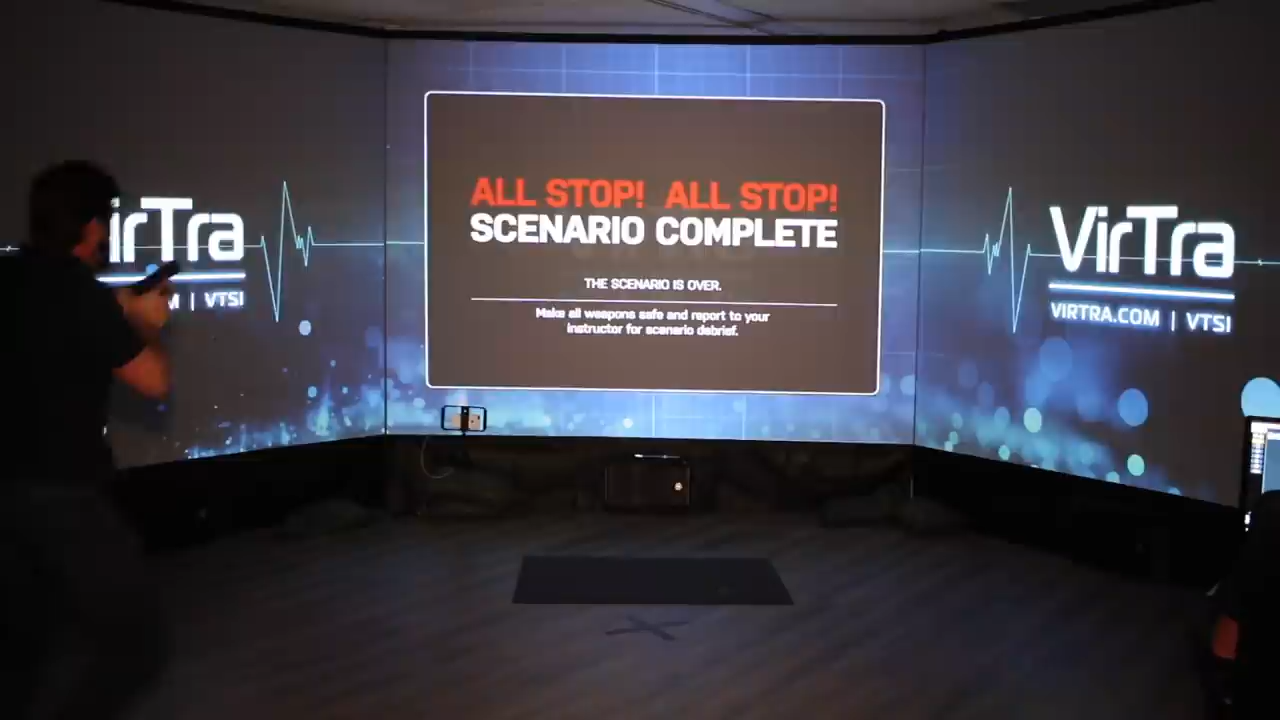 irTra
M | VTSI
ALL STOP! ALL STOP!
SCENARIO COMPLETE
THE SCENARIO IS OVER.
Make all weapons safe and report to your
instructor for scenario debrief.
VirTra
VIRTRA.COM | VTSI